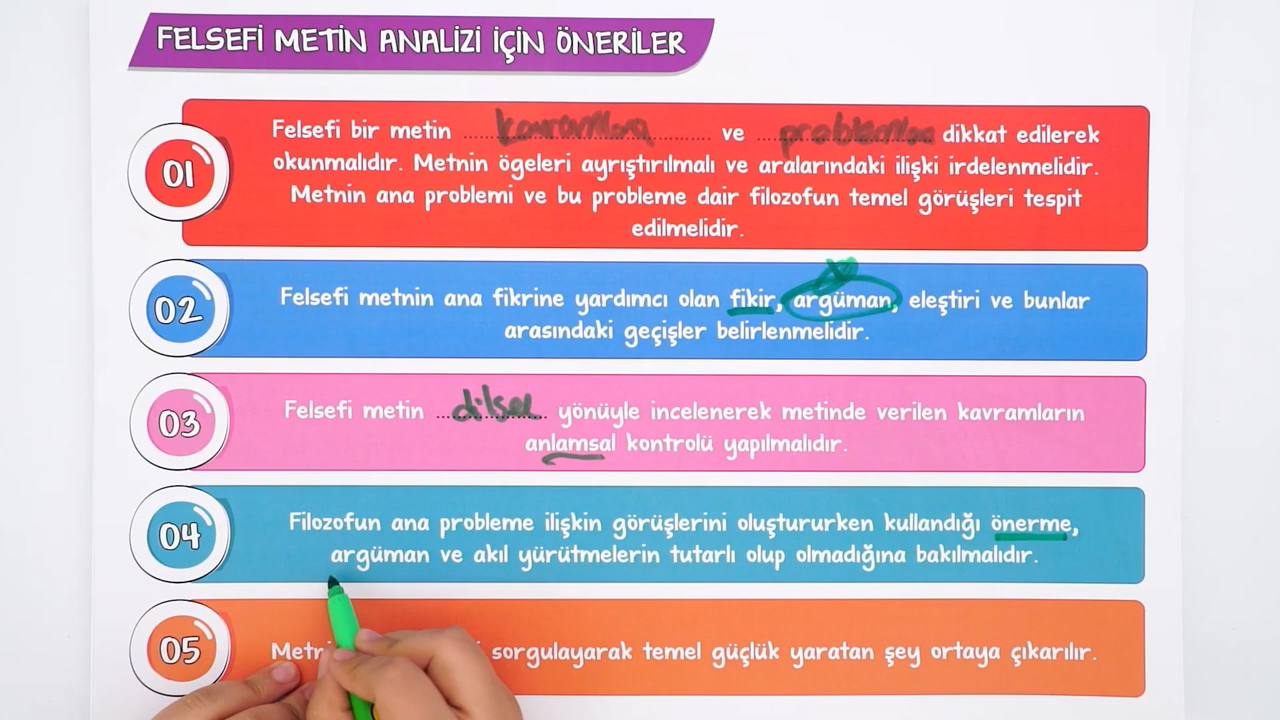 FELSEFİ METİN ANALİZİ İÇİN ÖNERİLER
01
Felsefi bir metin kavramlara ve problemlere dikkat edilerek
okunmalıdır. Metnin ögeleri ayrıştırılmalı ve aralarındaki ilişki irdelenmelidir.
Metnin ana problemi ve bu probleme dair filozofun temel görüşleri tespit
edilmelidir.
02
Felsefi metnin ana fikrine yardımcı olan fikir, argüman, eleştiri ve bunlar
arasındaki geçişler belirlenmelidir.
03
Felsefi metin dilsel yönüyle incelenerek metinde verilen kavramların
anlamsal kontrolü yapılmalıdır.
04
Filozofun ana probleme ilişkin görüşlerini oluştururken kullandığı önerme,
argüman ve akıl yürütmelerin tutarlı olup olmadığına bakılmalıdır.
05
sorgulayarak temel güçlük yaratan şey ortaya çıkarılır.